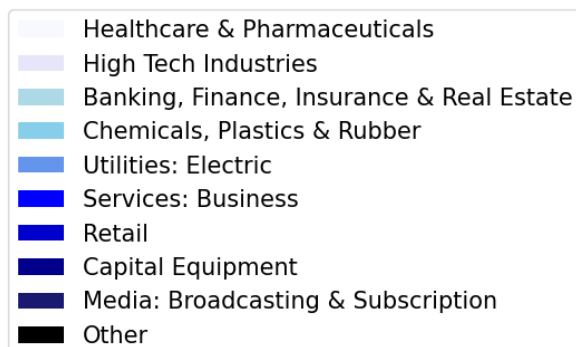 Healthcare & Pharmaceuticals
High Tech Industries
Banking, Finance, Insurance & Real Estate
Chemicals, Plastics & Rubber
Utilities: Electric
Services: Business
Retail
Capital Equipment
Media: Broadcasting & Subscription
Other